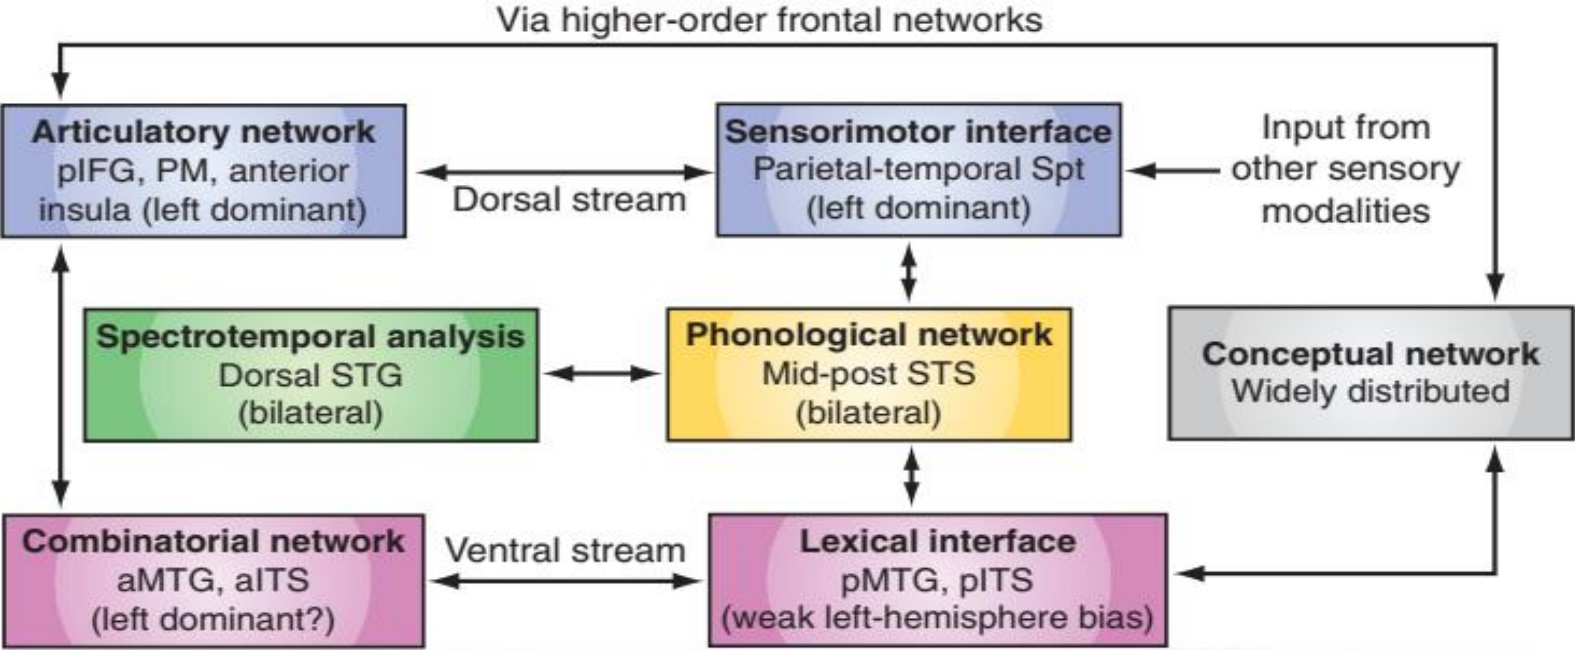 Via higher-order frontal networks
Articulatory network
pIFG, PM, anterior
insula (left dominant)
Dorsal stream
Sensorimotor interface
Parietal-temporal Spt
(left dominant)
Input from
other sensory
modalities
Spectrotemporal analysis
Dorsal STG
(bilateral)
Phonological network
Mid-post STS
(bilateral)
Conceptual network
Widely distributed
Combinatorial network
aMTG, aITS
(left dominant?)
Ventral stream
Lexical interface
pMTG, pITS
(weak left-hemisphere bias)